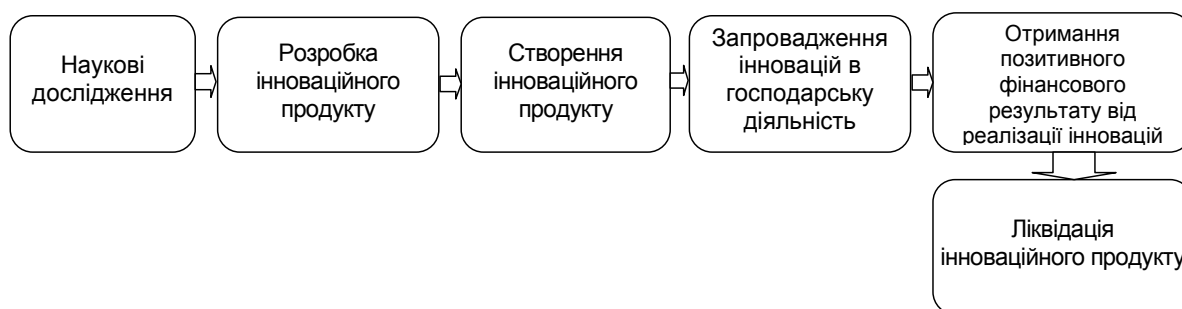 Наукові
дослідження
Розробка
інноваційного
продукту
Створення
інноваційного
продукту
Запровадження
інновацій в
господарську
діяльність
Отримання
позитивного
фінансового
результату від
реалізації інновацій
Ліквідація
інноваційного продукту